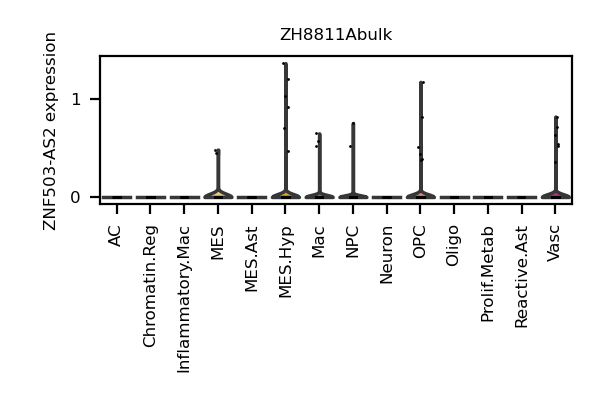 ZH8811Abulk
ZNF503-AS2 expression
1
0
AC
Chromatin.Reg
Inflammatory.Mac
MES
MES.Ast
MES.Hyp
Mac
NPC
Neuron
OPC
Oligo
Prolif.Metab
Reactive.Ast
Vasc